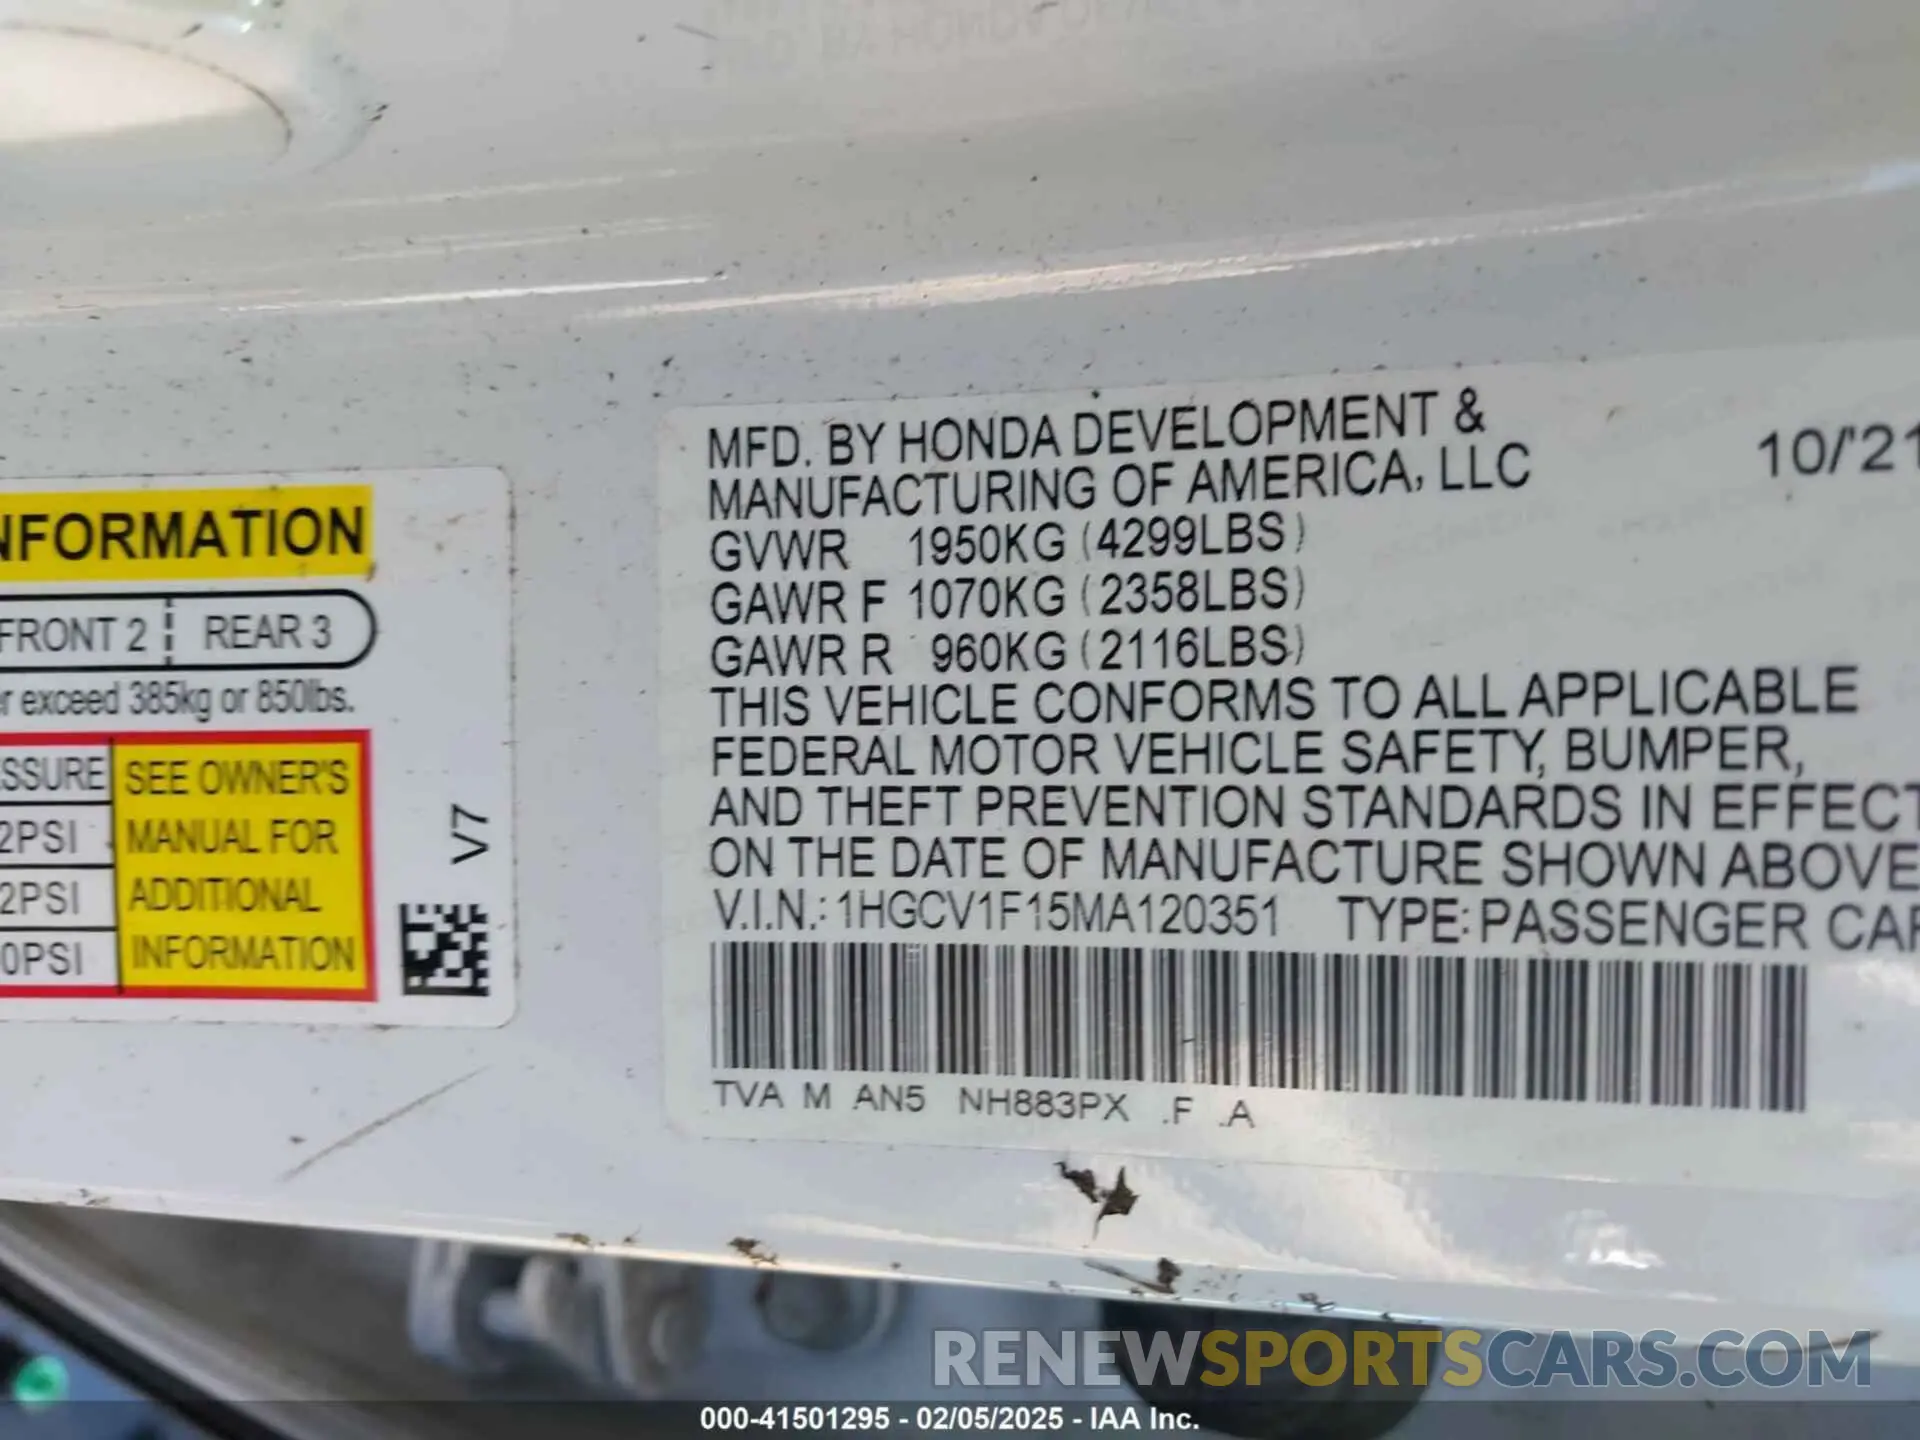 NFORMATION
FRONT 2 REAR 3
exceed 385kg or 850lbs.
SSURE
2PSI
2PSI
0PSI
SEE OWNER'S
MANUAL FOR
ADDITIONAL
INFORMATION
V7
MFD. BY HONDA DEVELOPMENT &
MANUFACTURING OF AMERICA, LLC
10/'21
GVWR 1950KG (4299LBS)
GAWR F 1070KG (2358LBS)
GAWR R 960KG (2116LBS)
THIS VEHICLE CONFORMS TO ALL APPLICABLE
FEDERAL MOTOR VEHICLE SAFETY, BUMPER,
AND THEFT PREVENTION STANDARDS IN EFFECT
ON THE DATE OF MANUFACTURE SHOWN ABOVE
V.I.N.: 1HGCV1F15MA120351 TYPE: PASSENGER CAR
TVA M AN5 NH883PX .F .A
RENEWSPORTSCARS.COM
000-41501295 - 02/05/2025 - IAA Inc.